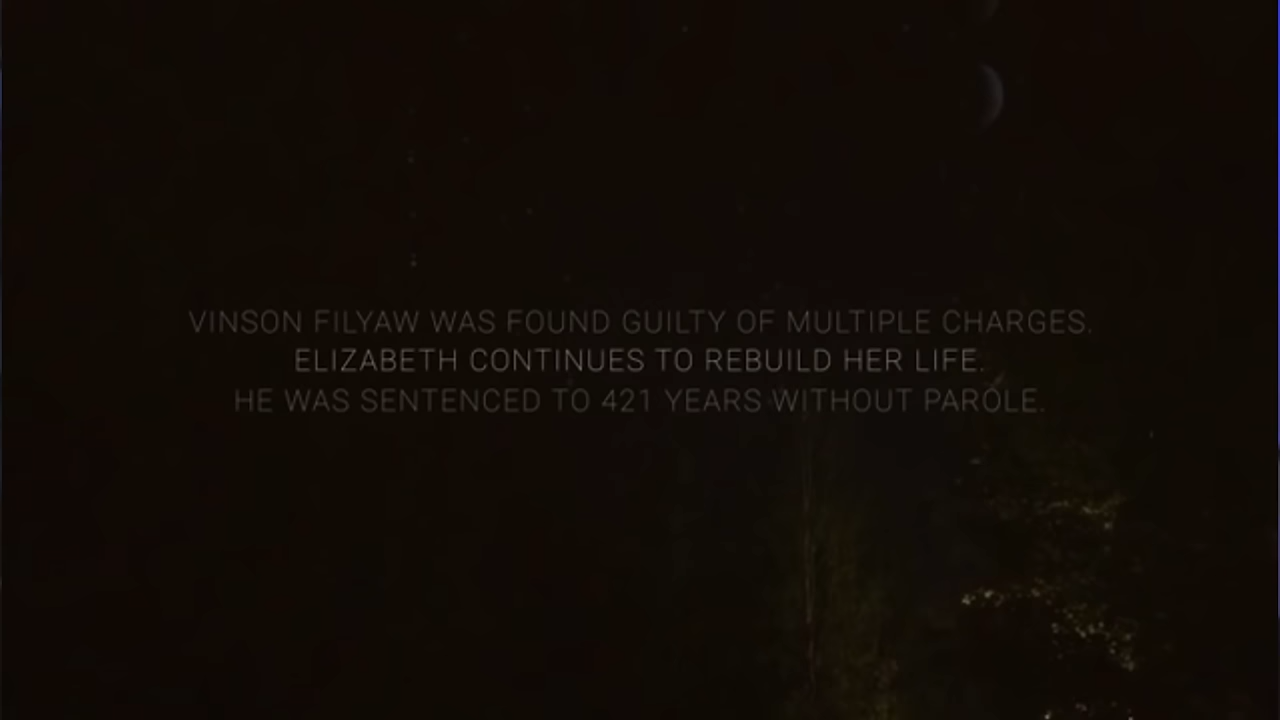 VINSON FILYAW WAS FOUND GUILTY OF MULTIPLE CHARGES.
ELIZABETH CONTINUES TO REBUILD HER LIFE.
HE WAS SENTENCED TO 421 YEARS WITHOUT PAROLE.